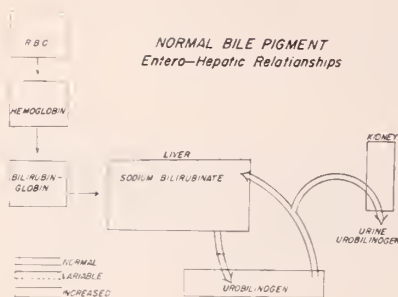 NORMAL BILE PIGMENT
Entero-Hepatic Relationships
RBC
HEMOGLOBIN
BILIRUBIN-
GLOBIN
LIVER
SODIUM BILIRUBINATE
KIDNEY
URINE
UROBILINOGEN
UROBILINOGEN
NORMAL
VARIABLE
INCREASED